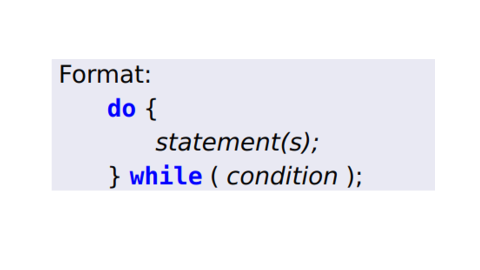 Format:
do {
statement(s);
} while ( condition );